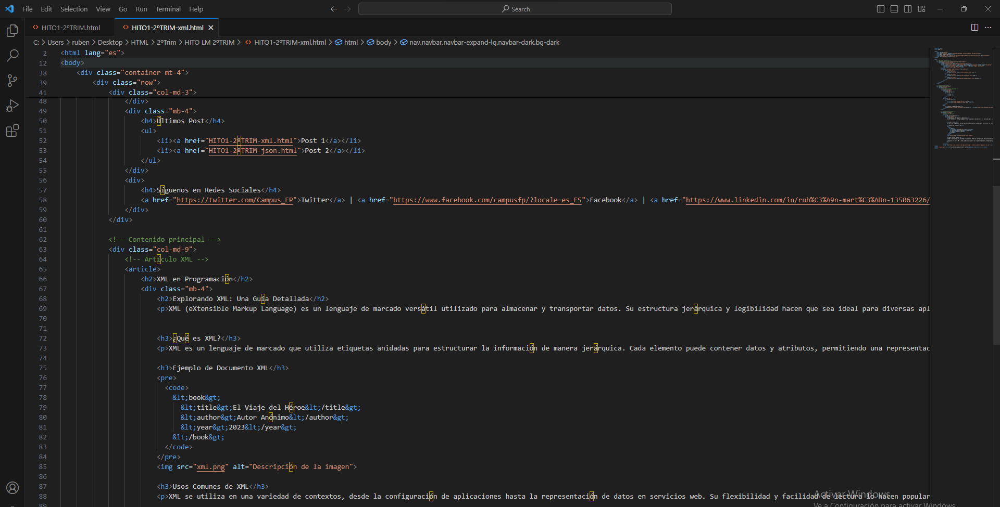 File Edit Selection View Go Run Terminal Help
Search
HITO1-2ºTRIM.html HITO1-2ºTRIM-xml.html
C: > Users > ruben > Desktop > HTML > 2ºTrim > HITO LM 2ºTRIM > HITO1-2ºTRIM-xml.html > html > body > nav.navbar.navbar-expand-lg.navbar-dark.bg-dark
2 <html lang="es">
12 <body>
38 <div class="container mt-4">
39 <div class="row">
41 <div class="col-md-3">
48 </div>
49 <div class="mb-4">
50 <h4>Últimos Post</h4>
51 <ul>
52 <li><a href="HITO1-2ºTRIM-xml.html">Post 1</a></li>
53 <li><a href="HITO1-2ºTRIM-json.html">Post 2</a></li>
54 </ul>
55 </div>
56 <div>
57 <h4>Síguenos en Redes Sociales</h4>
58 <a href="https://twitter.com/Campus_FP">Twitter</a> | <a href="https://www.facebook.com/campusfp/?locale=es_ES">Facebook</a> | <a href="https://www.linkedin.com/in/rub%C3%A9n-mart%C3%ADn-135063226/
59 </div>
60 </div>
61
62 <!-- Contenido principal -->
63 <div class="col-md-9">
64 <!-- Artículo XML -->
65 <article>
66 <h2>XML en Programación</h2>
67 <div class="mb-4">
68 <h2>Explorando XML: Una Guía Detallada</h2>
69 <p>XML (eXtensible Markup Language) es un lenguaje de marcado versátil utilizado para almacenar y transportar datos. Su estructura jerárquica y legibilidad hacen que sea ideal para diversas apl
70
71
72 <h3>¿Qué es XML?</h3>
73 <p>XML es un lenguaje de marcado que utiliza etiquetas anidadas para estructurar la información de manera jerárquica. Cada elemento puede contener datos y atributos, permitiendo una representac
74
75 <h3>Ejemplo de Documento XML</h3>
76 <pre>
77 <code>
78 &lt;book&gt;
79 &lt;title&gt;El Viaje del Héroe&lt;/title&gt;
80 &lt;author&gt;Autor Anónimo&lt;/author&gt;
81 &lt;year&gt;2023&lt;/year&gt;
82 &lt;/book&gt;
83 </code>
84 </pre>
85 <img src="xml.png" alt="Descripción de la imagen">
86
87 <h3>Usos Comunes de XML</h3>
88 <p>XML se utiliza en una variedad de contextos, desde la configuración de aplicaciones hasta la representación de datos en servicios web. Su flexibilidad y facilidad de lectura lo hacen popular
89
Activar Windows
Ve a Configuración para activar Windows